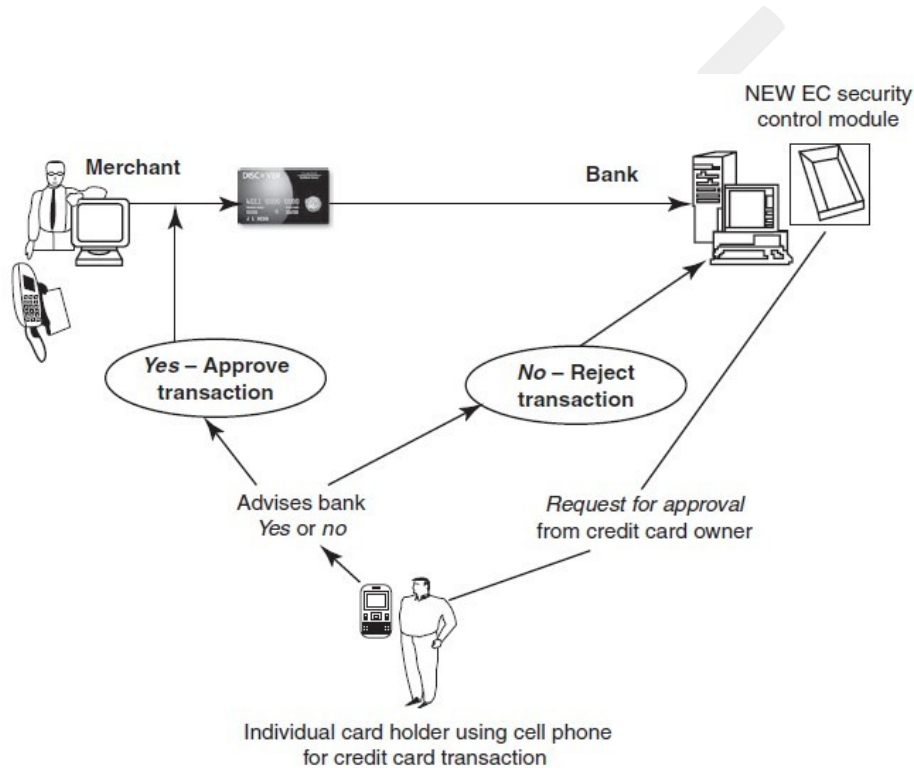 NEW EC security
control module
Merchant
Bank
DISCOVER
Yes – Approve
transaction
No – Reject
transaction
Advises bank
Yes or no
Request for approval
from credit card owner
Individual card holder using cell phone
for credit card transaction